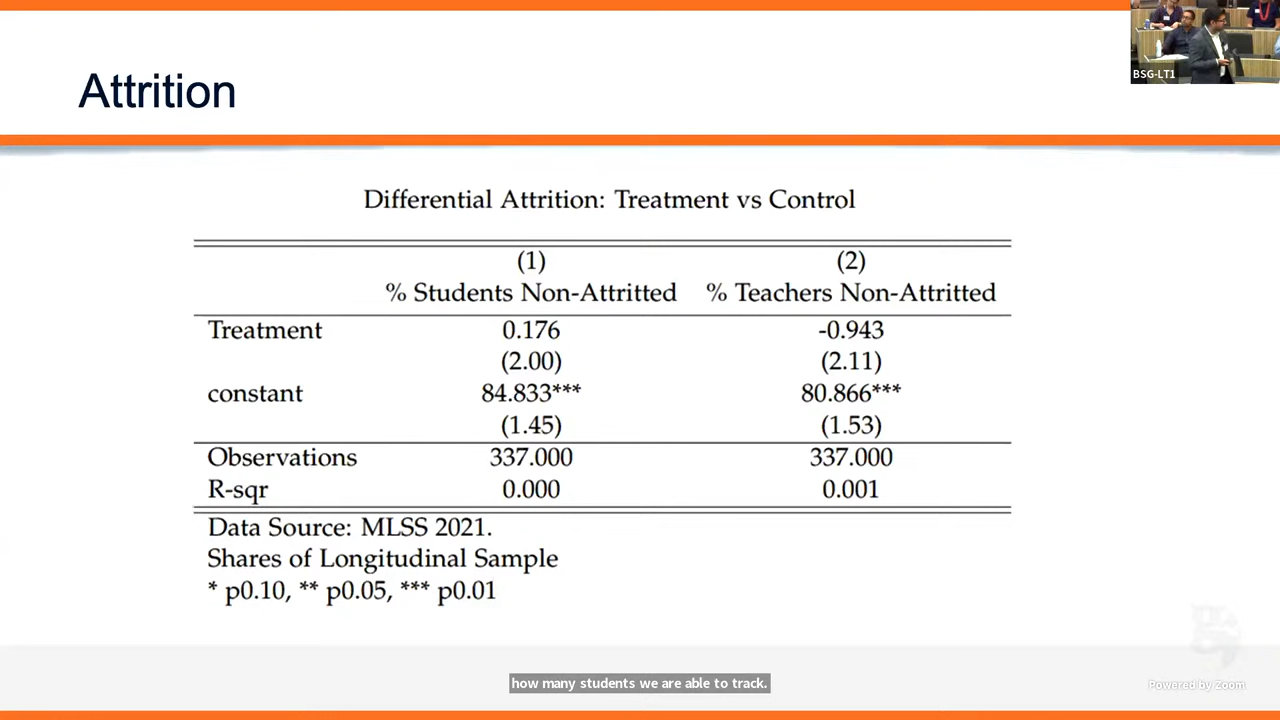 BSG-LT1
Attrition
Differential Attrition: Treatment vs Control
(1) (2)
% Students Non-Attritted % Teachers Non-Attritted
Treatment 0.176 -0.943
(2.00) (2.11)
constant 84.833*** 80.866***
(1.45) (1.53)
Observations 337.000 337.000
R-sqr 0.000 0.001
Data Source: MLSS 2021.
Shares of Longitudinal Sample
* p0.10, ** p0.05, *** p0.01
how many students we are able to track.
Powered by Zoom